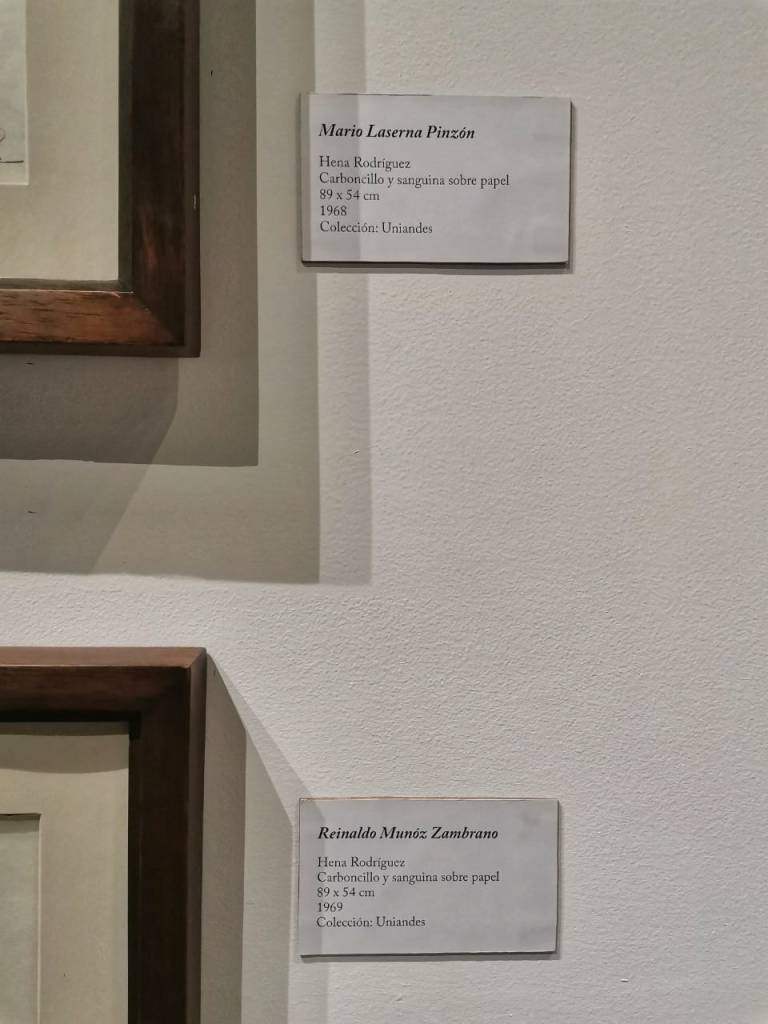 Mario Laserna Pinzón
Hena Rodríguez
Carboncillo y sanguina sobre papel
89 x 54 cm
1968
Colección: Uniandes
Reinaldo Munóz Zambrano
Hena Rodríguez
Carboncillo y sanguina sobre papel
89 x 54 cm
1969
Colección: Uniandes